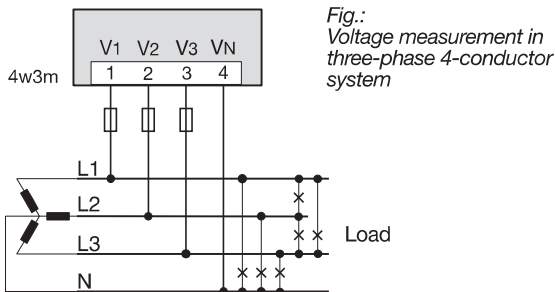 Fig.:
Voltage measurement in
three-phase 4-conductor
system
V1 V2 V3 VN
4w3m
1 2 3 4
L1
L2
L3
Load
N